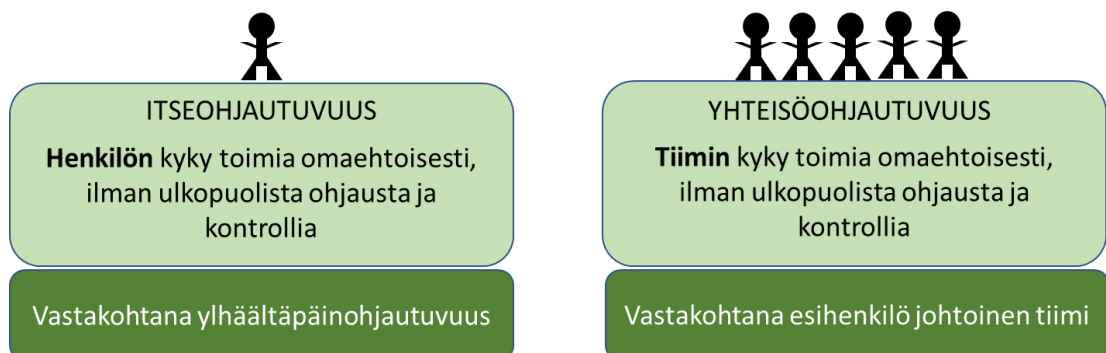 ITSEOHJAUTUVUUS
Henkilön kyky toimia omaehtoisesti,
ilman ulkopuolista ohjausta ja
kontrollia
Vastakohtana ylhäältäpäinohjautuvuus
YHTEISÖOHJAUTUVUUS
Tiimin kyky toimia omaehtoisesti,
ilman ulkopuolista ohjausta ja
kontrollia
Vastakohtana esihenkilö johtoinen tiimi